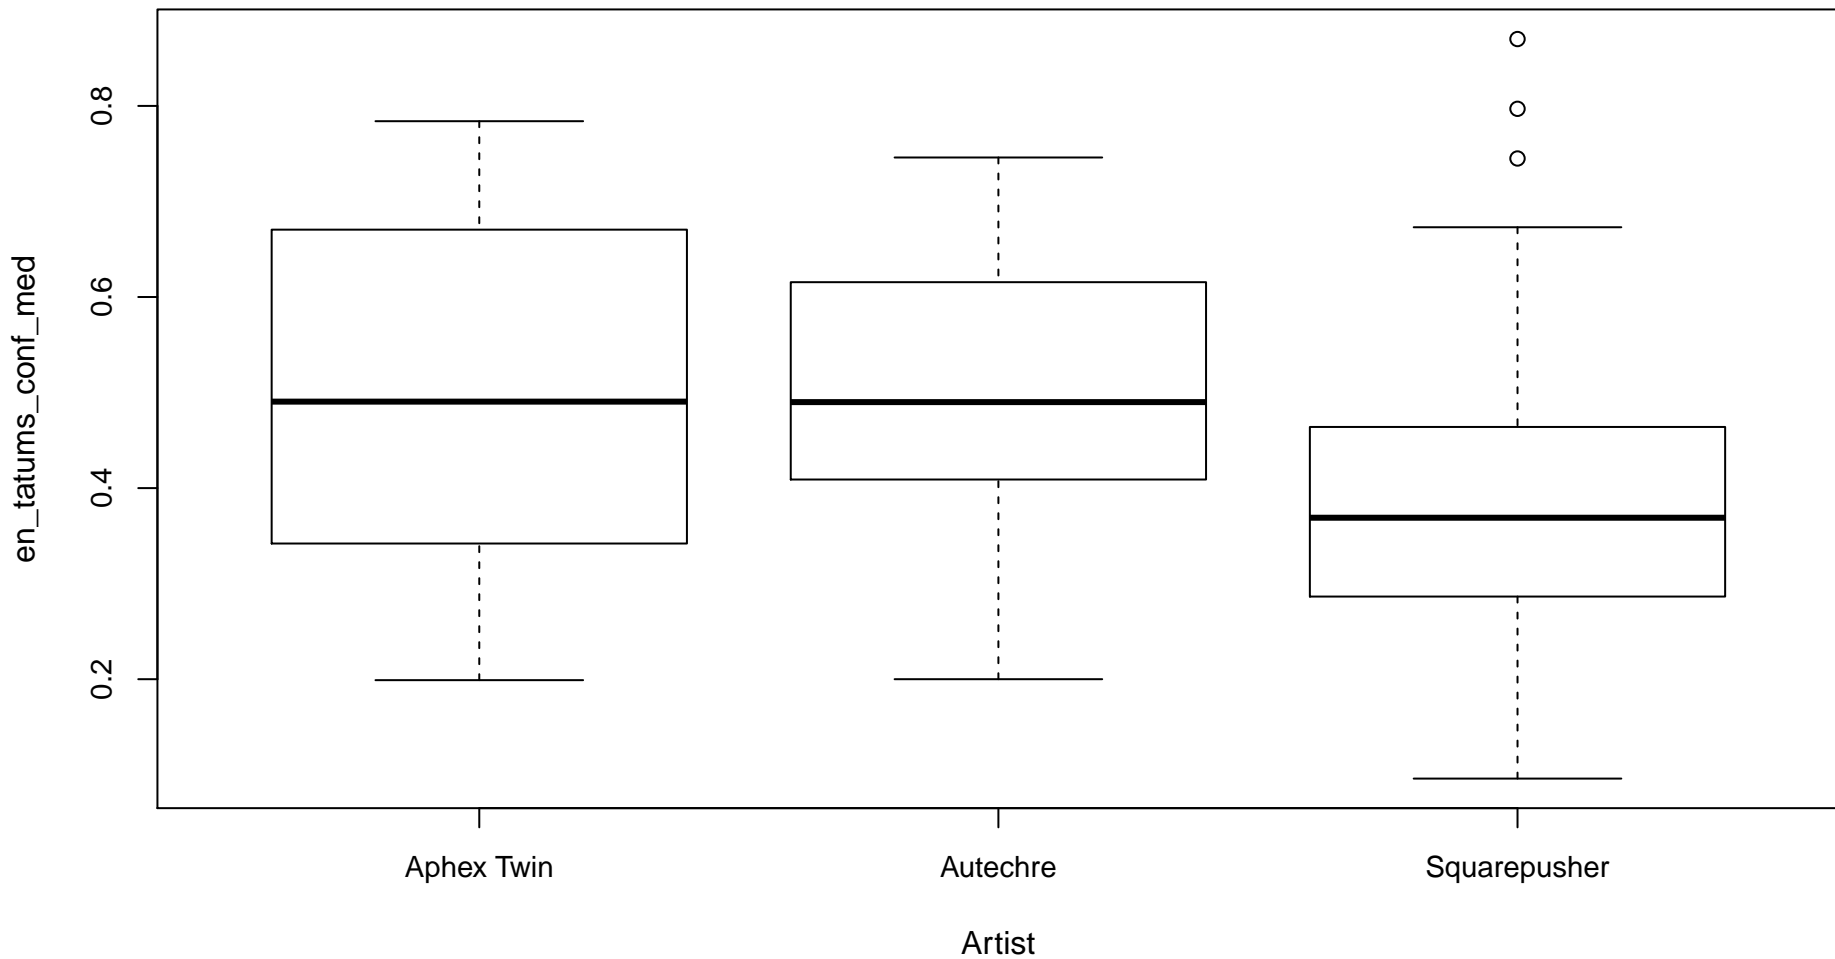 en_tatums_conf_med
0.8
0.6
0.4
0.2
Aphex Twin Autechre Squarepusher
Artist